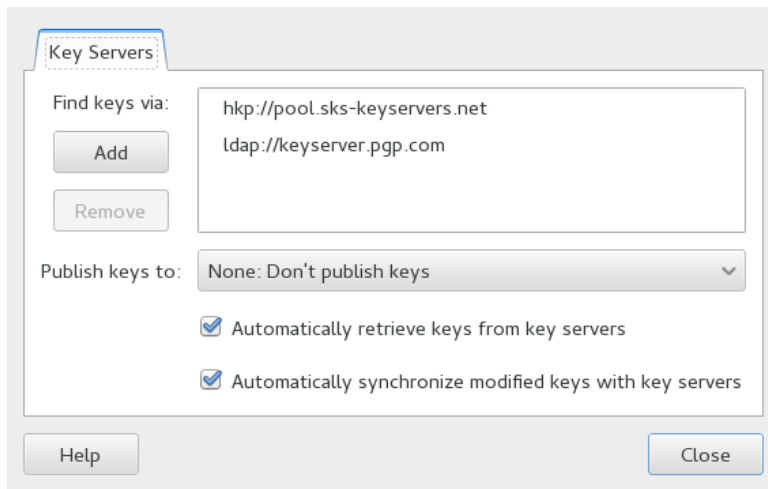 Key Servers
Find keys via:
hkp://pool.sks-keyservers.net
ldap://keyserver.pgp.com
Add
Remove
Publish keys to:
None: Don't publish keys
Automatically retrieve keys from key servers
Automatically synchronize modified keys with key servers
Help
Close